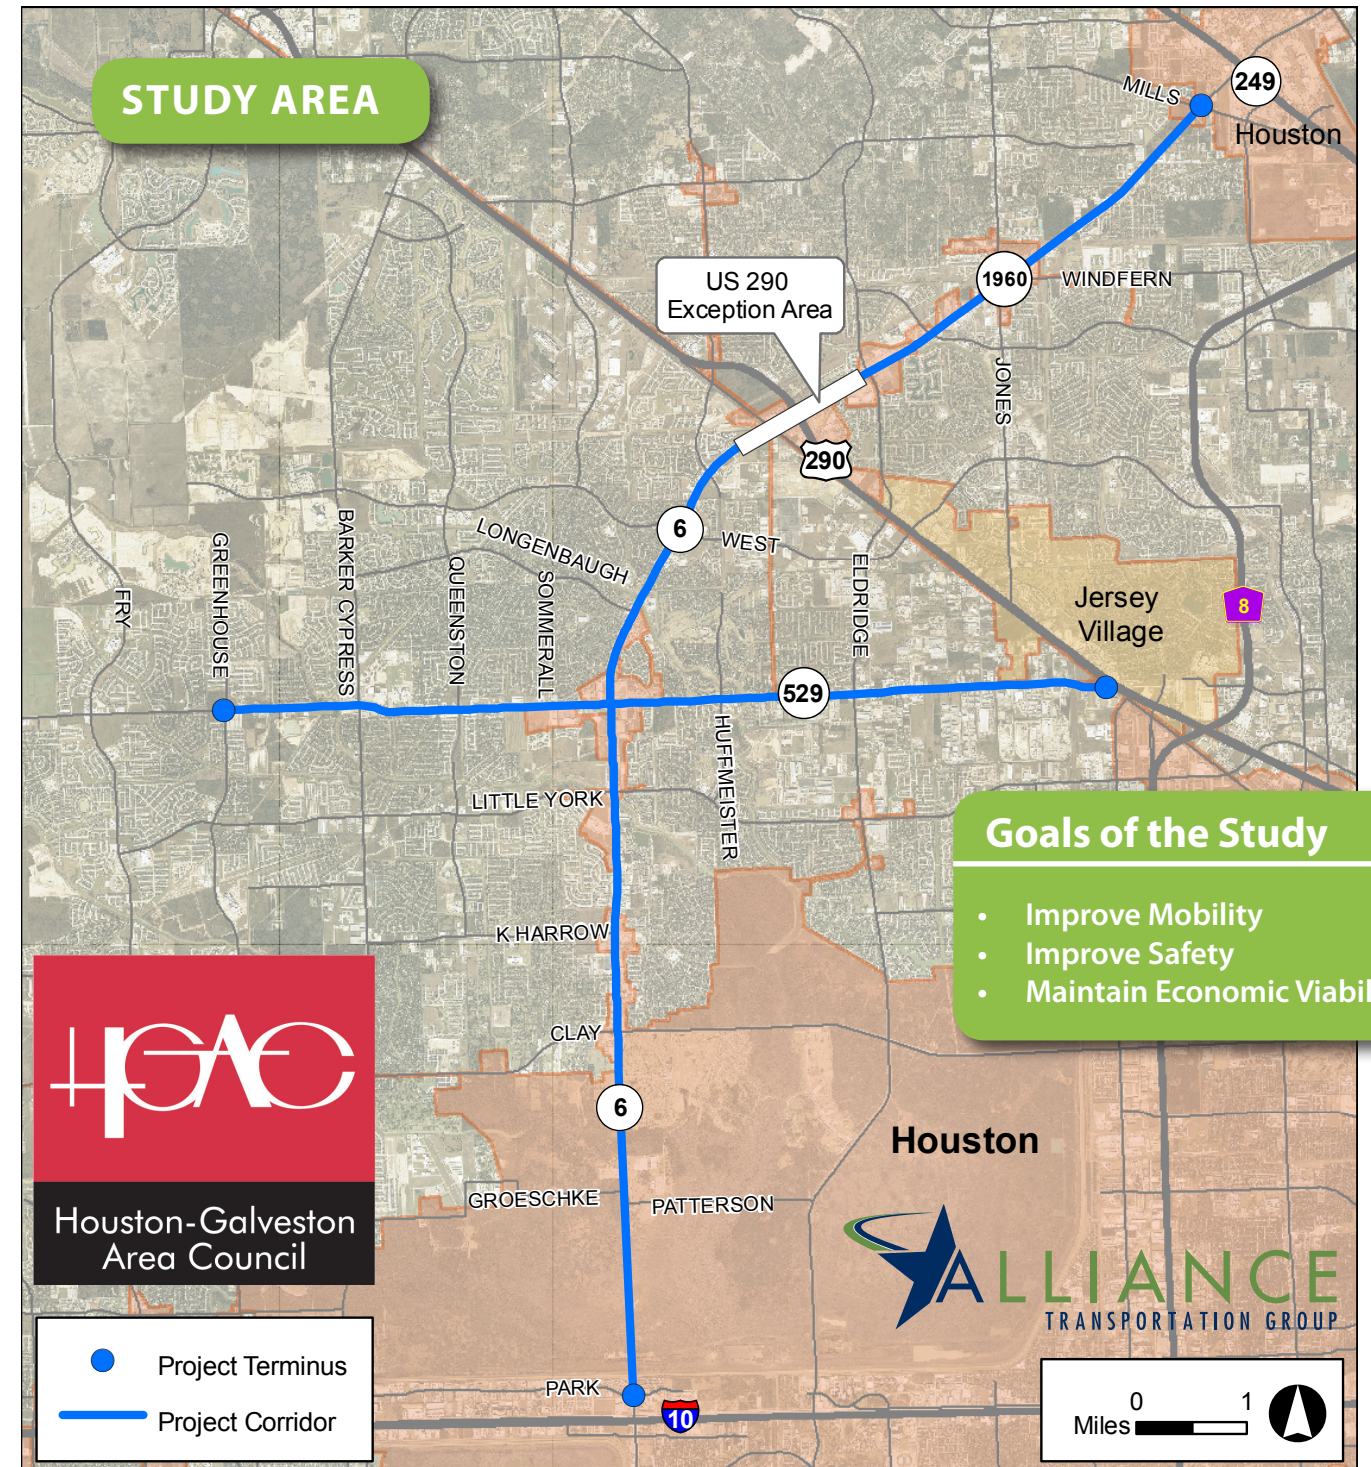 STUDY AREA
MILLS
249
Houston
US 290
Exception Area
1960
WINDFERN
JONES
290
6
WEST
LONGENBAUGH
FRY
GREENHOUSE
BARKER CYPRESS
QUEENSTON
SOMMERALL
ELDRIDGE
Jersey
Village
8
529
HUFFMEISTER
LITTLE YORK
Goals of the Study
• Improve Mobility
• Improve Safety
• Maintain Economic Viabil
K HARROW
CLAY
HGAC
Houston-Galveston
Area Council
6
Houston
GROESCHKE
PATTERSON
ALLIANCE
TRANSPORTATION GROUP
Project Terminus
Project Corridor
PARK
10
0 1
Miles